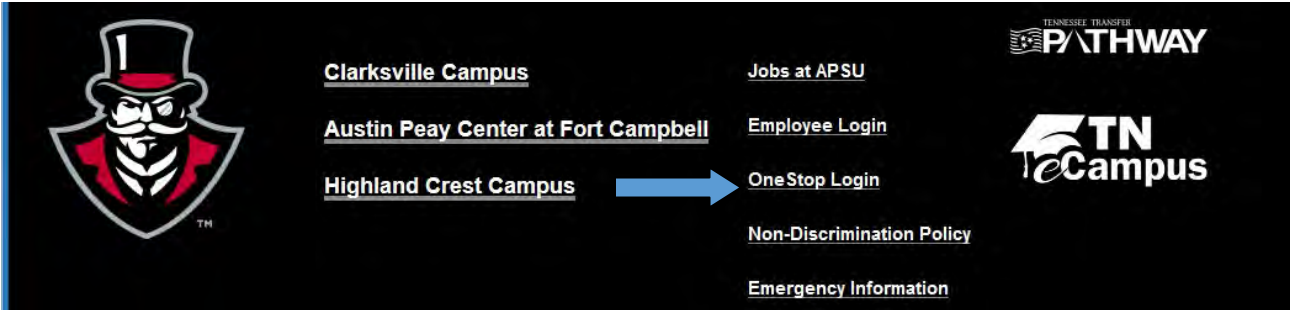 Clarksville Campus
Austin Peay Center at Fort Campbell
Highland Crest Campus
TM
Jobs at APSU
Employee Login
OneStop Login
Non-Discrimination Policy
Emergency Information
TENNESSEE TRANSFER
PATHWAY
TN
eCampus